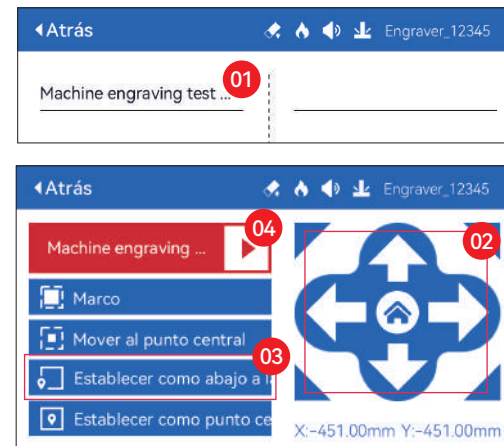 Atrás Engraver_12345
01
Machine engraving test ...
Atrás Engraver_12345
04
Machine engraving ...
02
Marco
Mover al punto central
03
Establecer como abajo a l
Establecer como punto ce
X:-451.00mm Y:-451.00mm